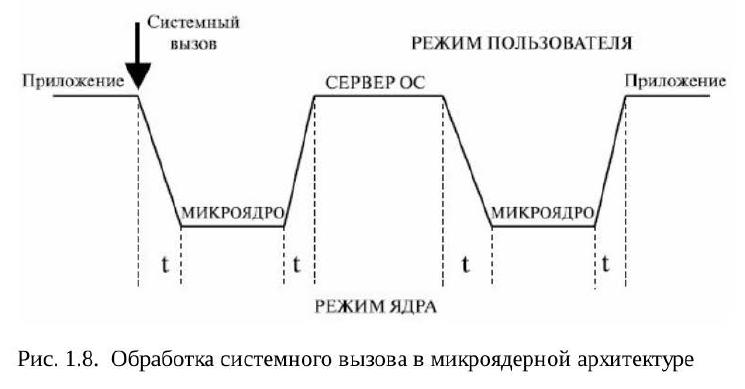 Системный
вызов
РЕЖИМ ПОЛЬЗОВАТЕЛЯ
Приложение
СЕРВЕР ОС
Приложение
МИКРОЯДРО
МИКРОЯДРО
t
t
t
t
РЕЖИМ ЯДРА
Рис. 1.8. Обработка системного вызова в микроядерной архитектуре